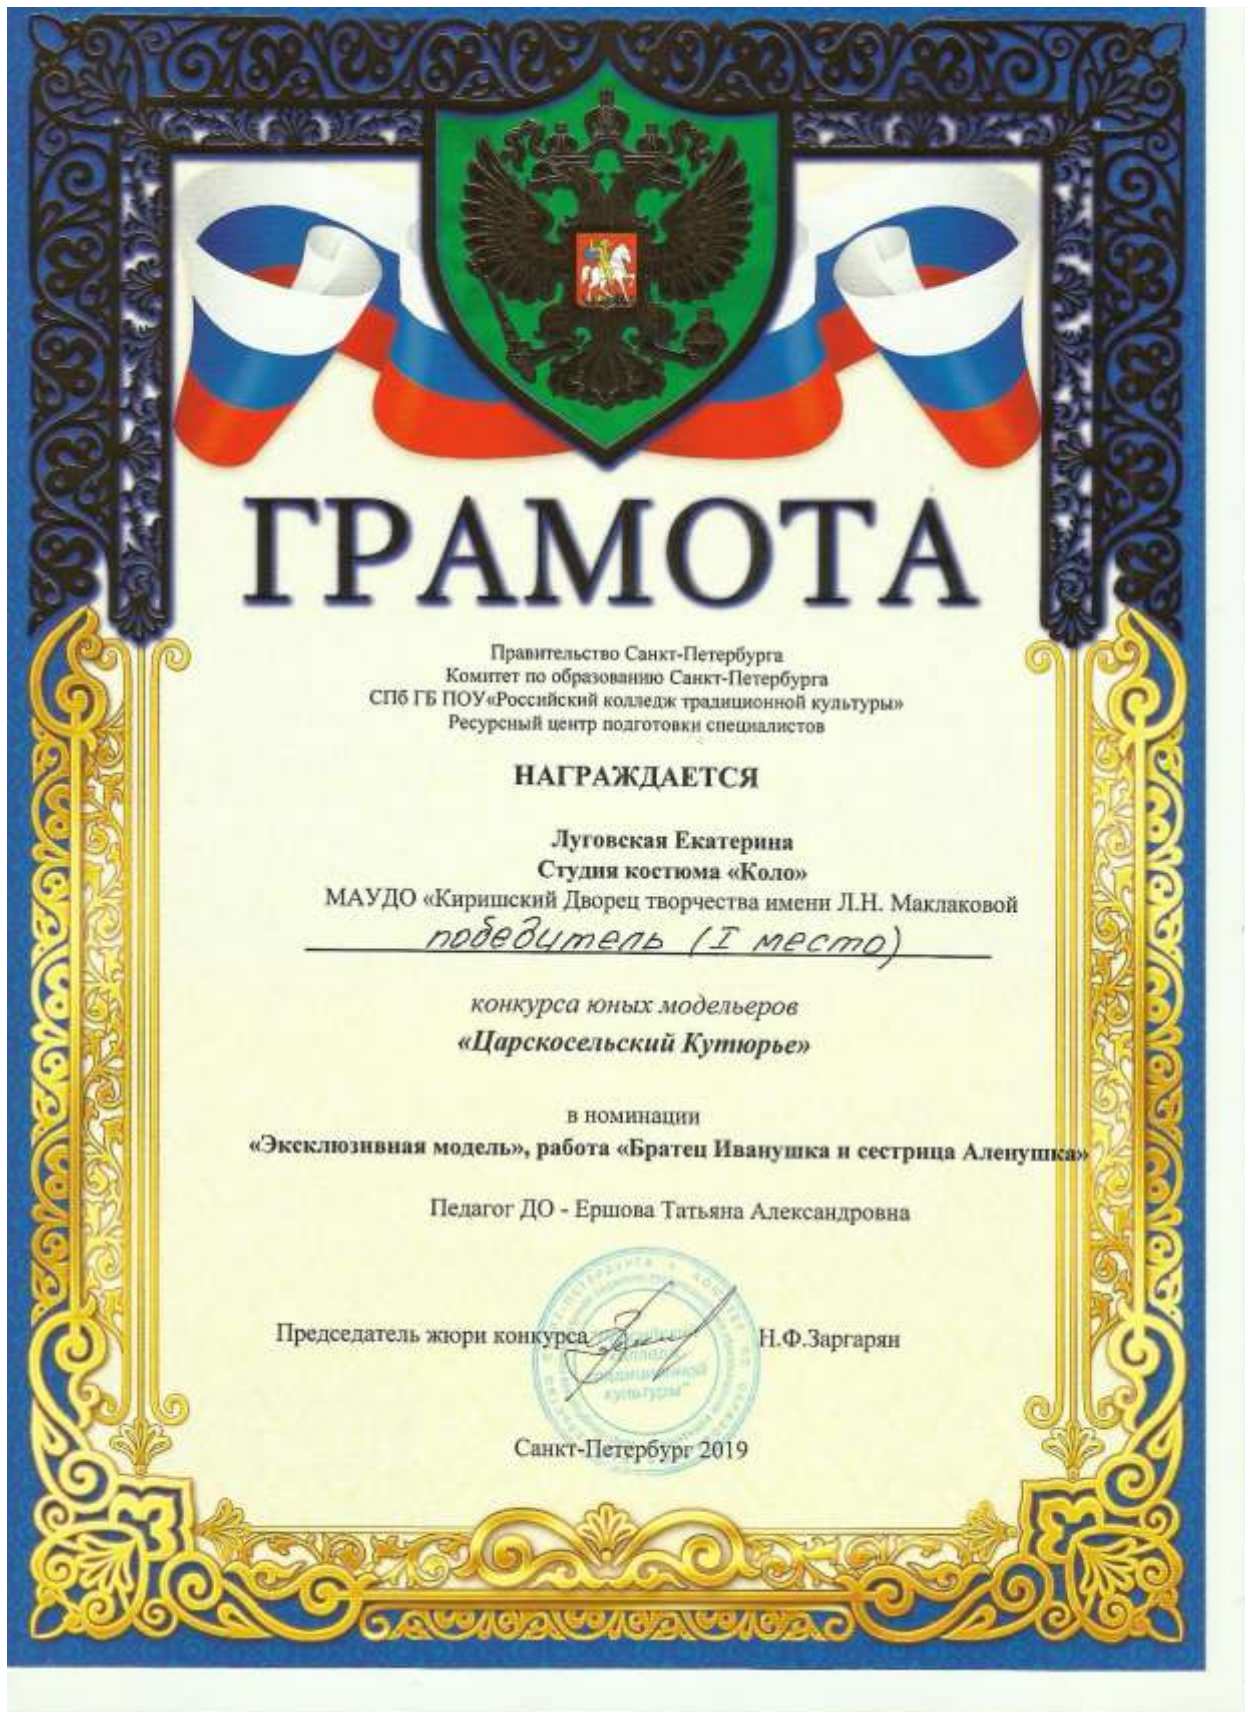 ГРАМОТА
Правительство Санкт-Петербурга
Комитет по образованию Санкт-Петербурга
СПб ГБ ПОУ«Российский колледж традиционной культуры»
Ресурсный центр подготовки специалистов
НАГРАЖДАЕТСЯ
Луговская Екатерина
Студия костюма «Коло»
МАУДО «Киришский Дворец творчества имени Л.Н. Маклаковой
победитель (I место)
конкурса юных модельеров
«Царскосельский Кутюрье»
в номинации
«Эксклюзивная модель», работа «Братец Иванушка и сестрица Аленушка»
Педагог ДО - Ершова Татьяна Александровна
Председатель жюри конкурса Н.Ф.Заргарян
традиционной
культуры"
Санкт-Петербург 2019